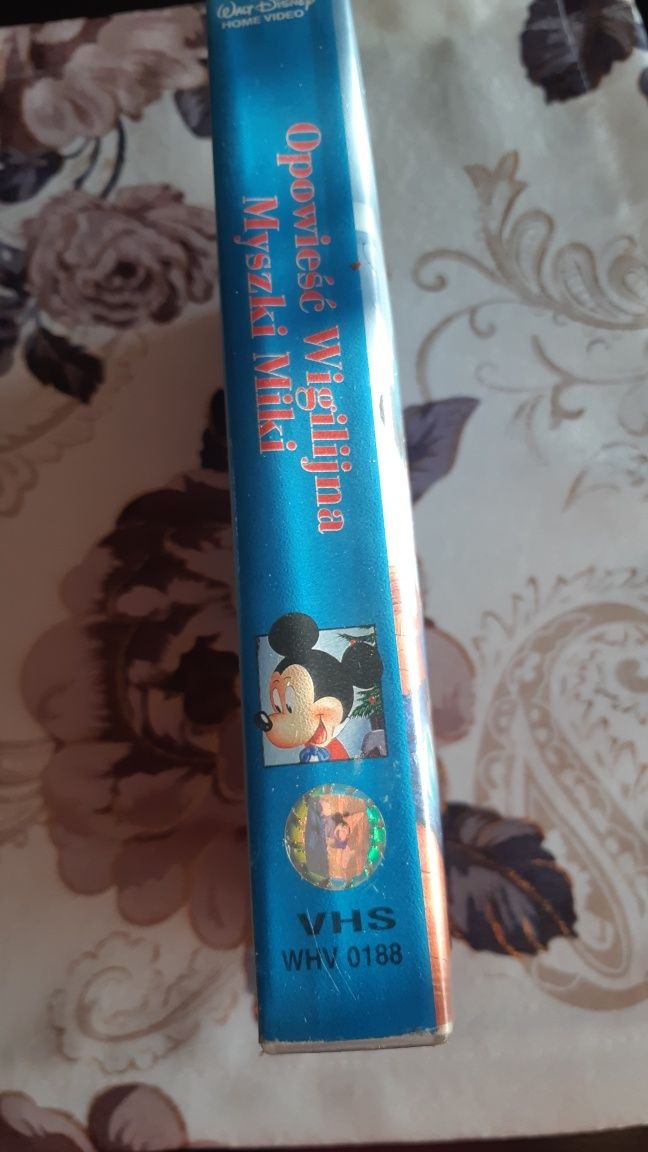 Walt Disney
HOME VIDEO
Opowieść Wigilijna
Myszki Miki
VHS
WHV 0188